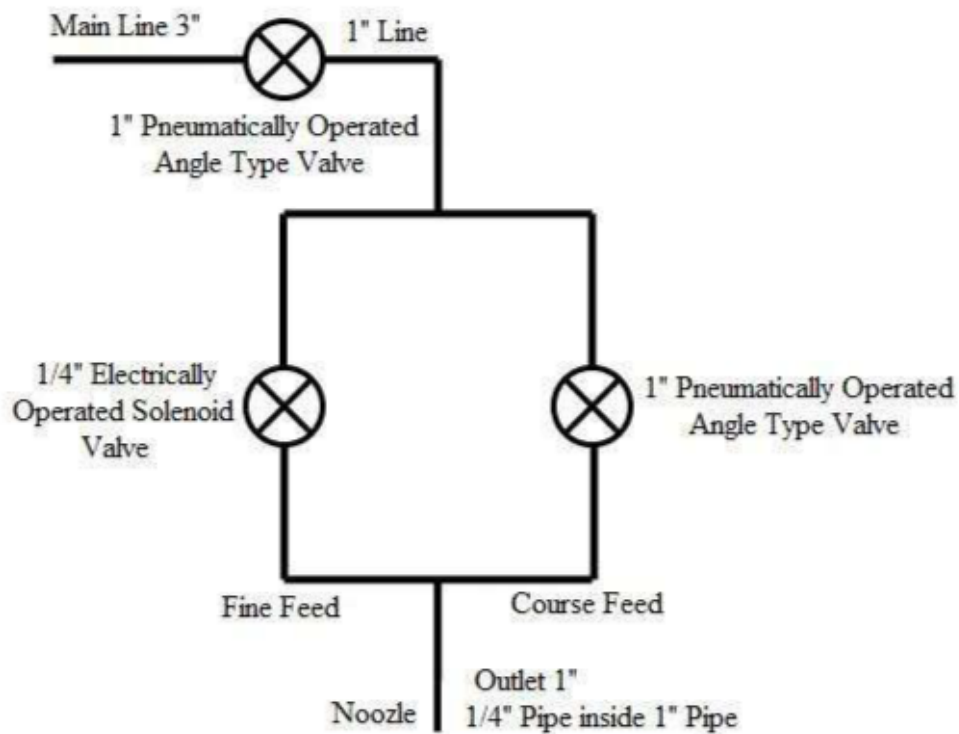 Main Line 3"
1" Line
1" Pneumatically Operated
Angle Type Valve
1/4" Electrically
Operated Solenoid
Valve
1" Pneumatically Operated
Angle Type Valve
Fine Feed
Course Feed
Noozle
Outlet 1"
1/4" Pipe inside 1" Pipe